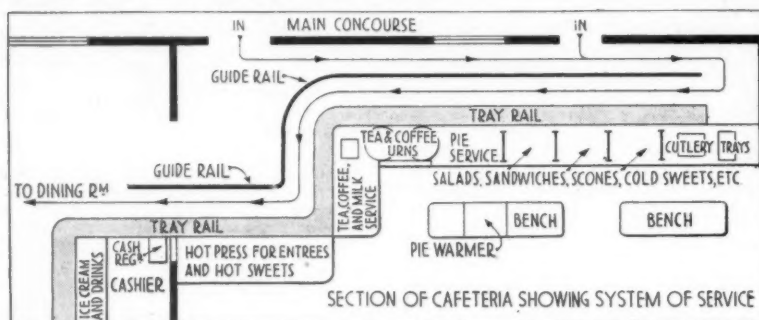 IN
MAIN CONCOURSE
IN
GUIDE RAIL
TRAY RAIL
TEA & COFFEE
URNS
PIE
SERVICE
CUTLERY
TRAYS
SALADS, SANDWICHES, SCONES, COLD SWEETS, ETC
TEA, COFFEE,
AND MILK
SERVICE
GUIDE RAIL
TO DINING RM
TRAY RAIL
BENCH
BENCH
PIE WARMER
CASH
REG
CASHIER
HOT PRESS FOR ENTREES
AND HOT SWEETS
ICE CREAM
AND DRINKS
SECTION OF CAFETERIA SHOWING SYSTEM OF SERVICE